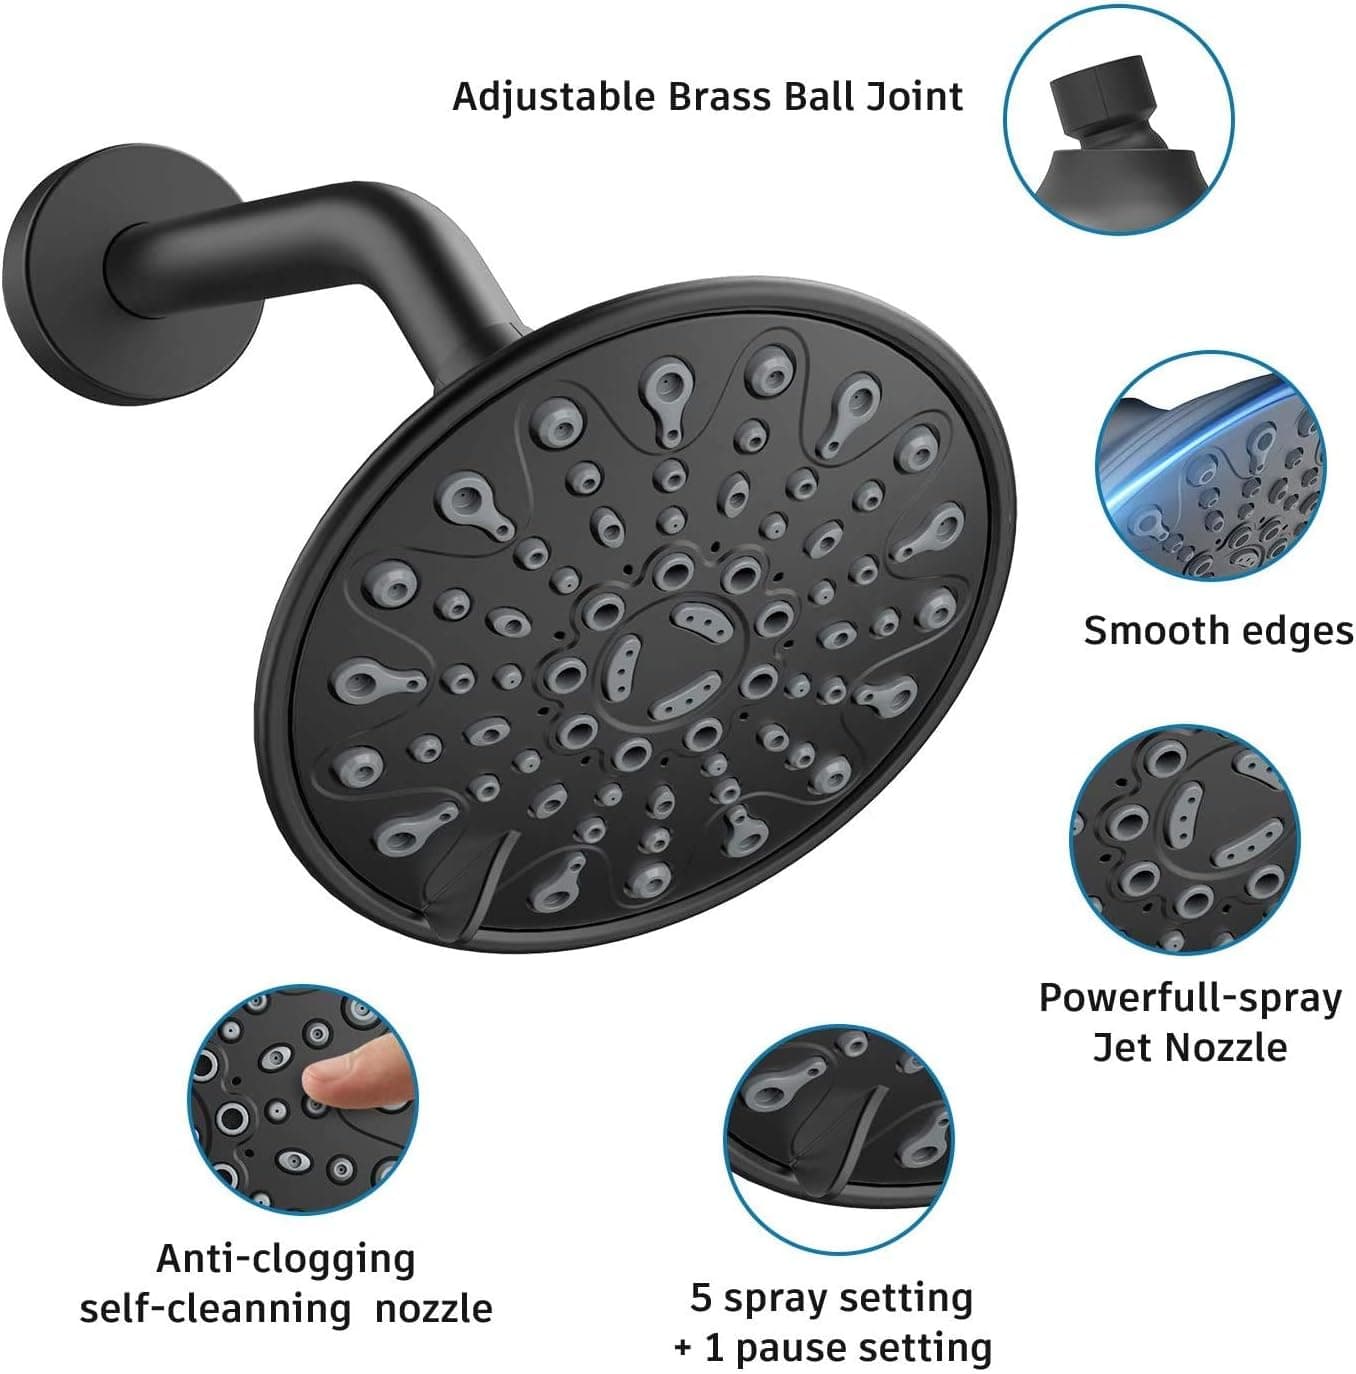 Adjustable Brass Ball Joint
Smooth edges
Powerfull-spray
Jet Nozzle
Anti-clogging
self-cleanning nozzle
5 spray setting
+ 1 pause setting